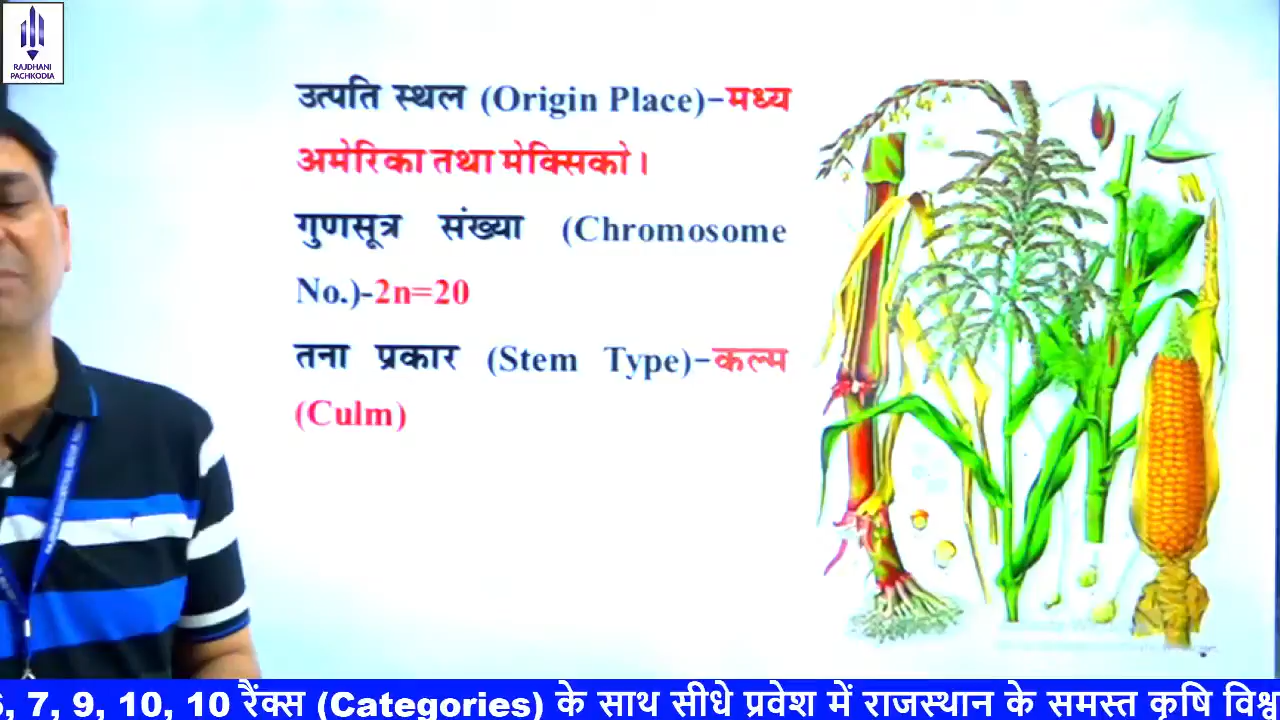 RAJDHANI
PACHKODIA
उत्पति स्थल (Origin Place)-मध्य
अमेरिका तथा मेक्सिको।
गुणसूत्र संख्या (Chromosome
No.)-2n=20
तना प्रकार (Stem Type)-कल्म
(Culm)
6, 7, 9, 10, 10 रैंक्स (Categories) के साथ सीधे प्रवेश में राजस्थान के समस्त कृषि